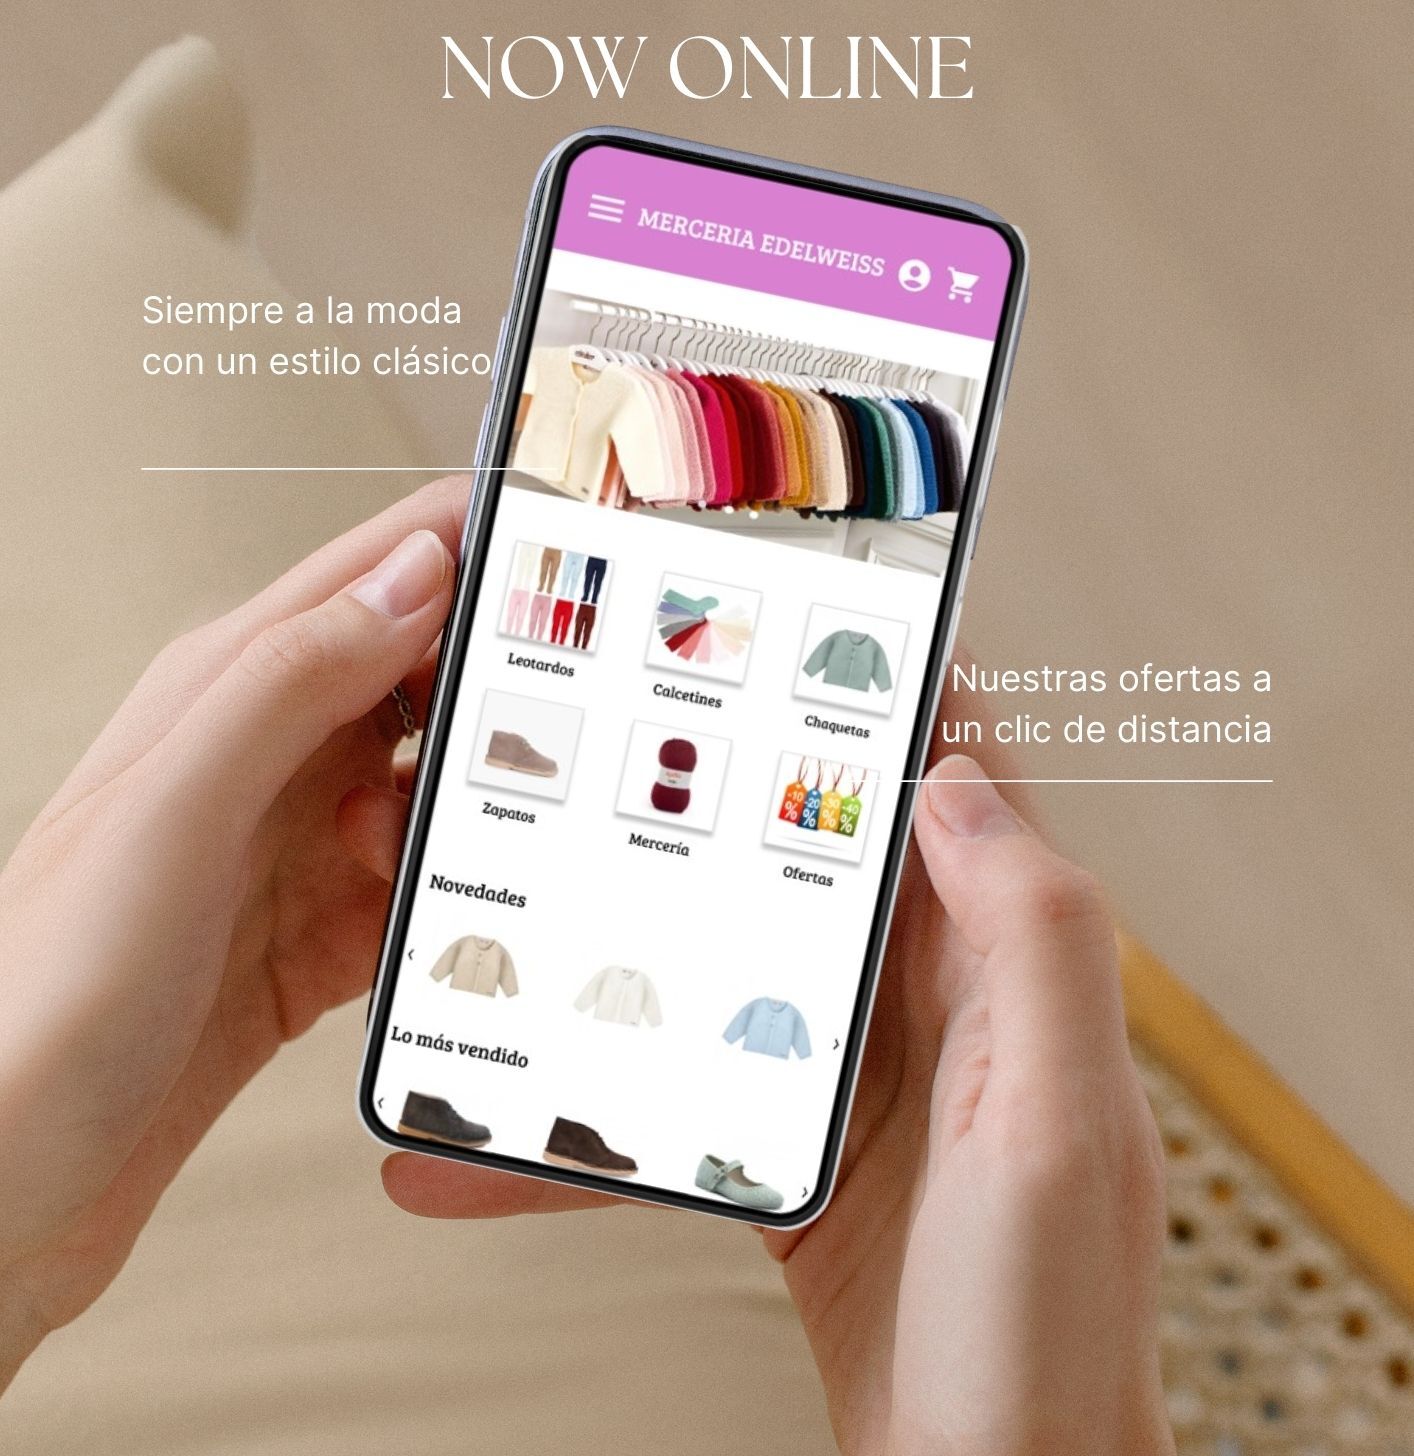 NOW ONLINE
MERCERIA EDELWEISS
Siempre a la moda
con un estilo clásico
Leotardos
Calcetines
Chaquetas
Nuestras ofertas a
un clic de distancia
Zapatos
Mercería
-10 %
-20 %
-30 %
-40 %
Ofertas
Novedades
Lo más vendido